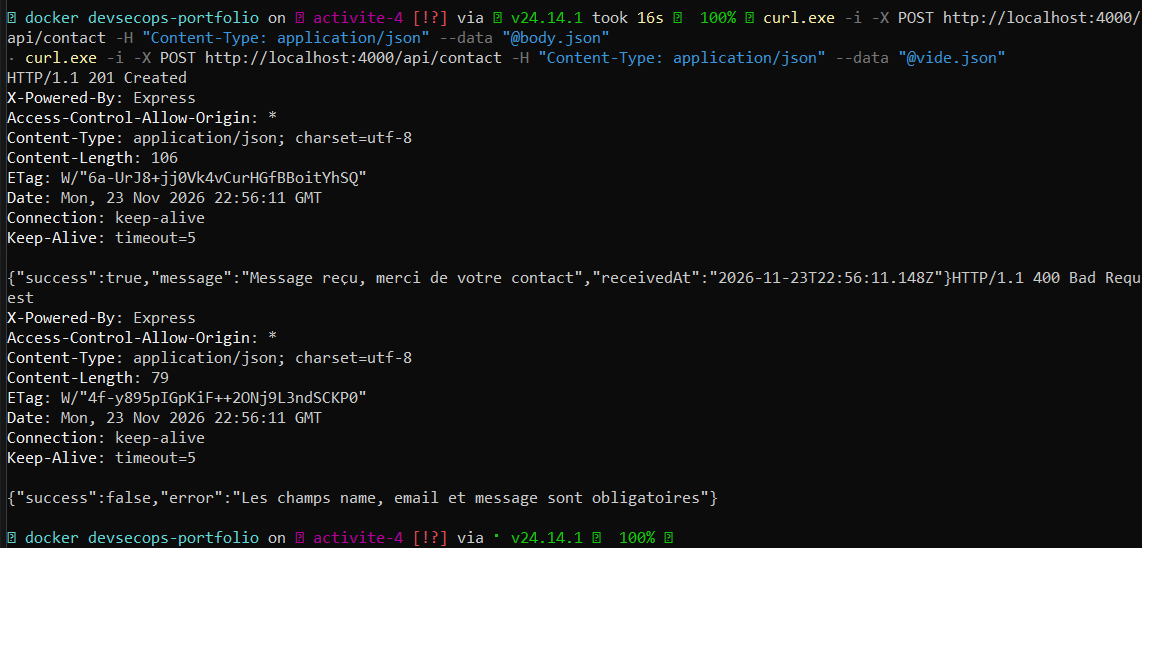 docker devsecops-portfolio on activite-4 [!?] via v24.14.1 took 16s 100% curl.exe -i -X POST http://localhost:4000/
api/contact -H "Content-Type: application/json" --data "@body.json"
· curl.exe -i -X POST http://localhost:4000/api/contact -H "Content-Type: application/json" --data "@vide.json"
HTTP/1.1 201 Created
X-Powered-By: Express
Access-Control-Allow-Origin: *
Content-Type: application/json; charset=utf-8
Content-Length: 106
ETag: W/"6a-UrJ8+jj0Vk4vCurHGfBBoitYhSQ"
Date: Mon, 23 Nov 2026 22:56:11 GMT
Connection: keep-alive
Keep-Alive: timeout=5
{"success":true,"message":"Message reçu, merci de votre contact","receivedAt":"2026-11-23T22:56:11.148Z"}HTTP/1.1 400 Bad Requ
est
X-Powered-By: Express
Access-Control-Allow-Origin: *
Content-Type: application/json; charset=utf-8
Content-Length: 79
ETag: W/"4f-y895pIGpKiF++2ONj9L3ndSCKP0"
Date: Mon, 23 Nov 2026 22:56:11 GMT
Connection: keep-alive
Keep-Alive: timeout=5
{"success":false,"error":"Les champs name, email et message sont obligatoires"}
docker devsecops-portfolio on activite-4 [!?] via · v24.14.1 100%